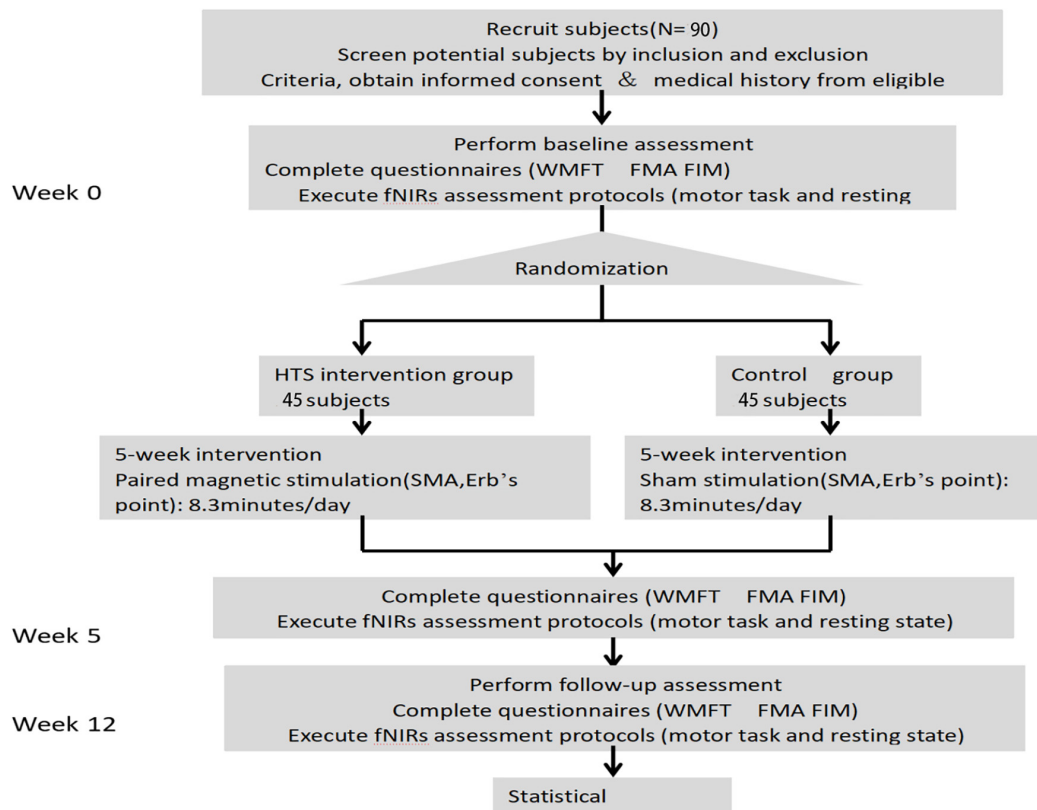 Recruit subjects(N= 90)
Screen potential subjects by inclusion and exclusion
Criteria, obtain informed consent & medical history from eligible
Week 0
Perform baseline assessment
Complete questionnaires (WMFT FMA FIM)
Execute fNIRs assessment protocols (motor task and resting
Randomization
HTS intervention group
45 subjects
Control group
45 subjects
5-week intervention
Paired magnetic stimulation(SMA,Erb’s
point): 8.3minutes/day
5-week intervention
Sham stimulation(SMA,Erb’s point):
8.3minutes/day
Week 5
Complete questionnaires (WMFT FMA FIM)
Execute fNIRs assessment protocols (motor task and resting state)
Week 12
Perform follow-up assessment
Complete questionnaires (WMFT FMA FIM)
Execute fNIRs assessment protocols (motor task and resting state)
Statistical